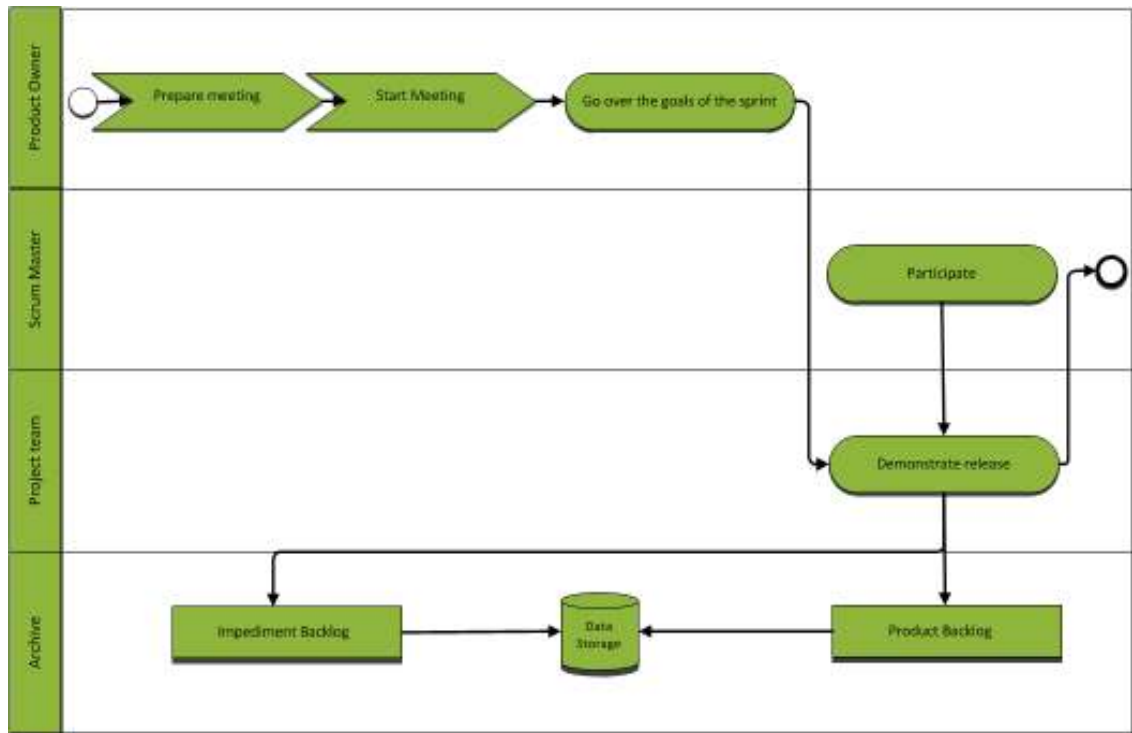 Product Owner
Prepare meeting
Start Meeting
Go over the goals of the sprint
Scrum Master
Participate
Project team
Demonstrate release
Archive
Impediment Backlog
Data
Storage
Product Backlog